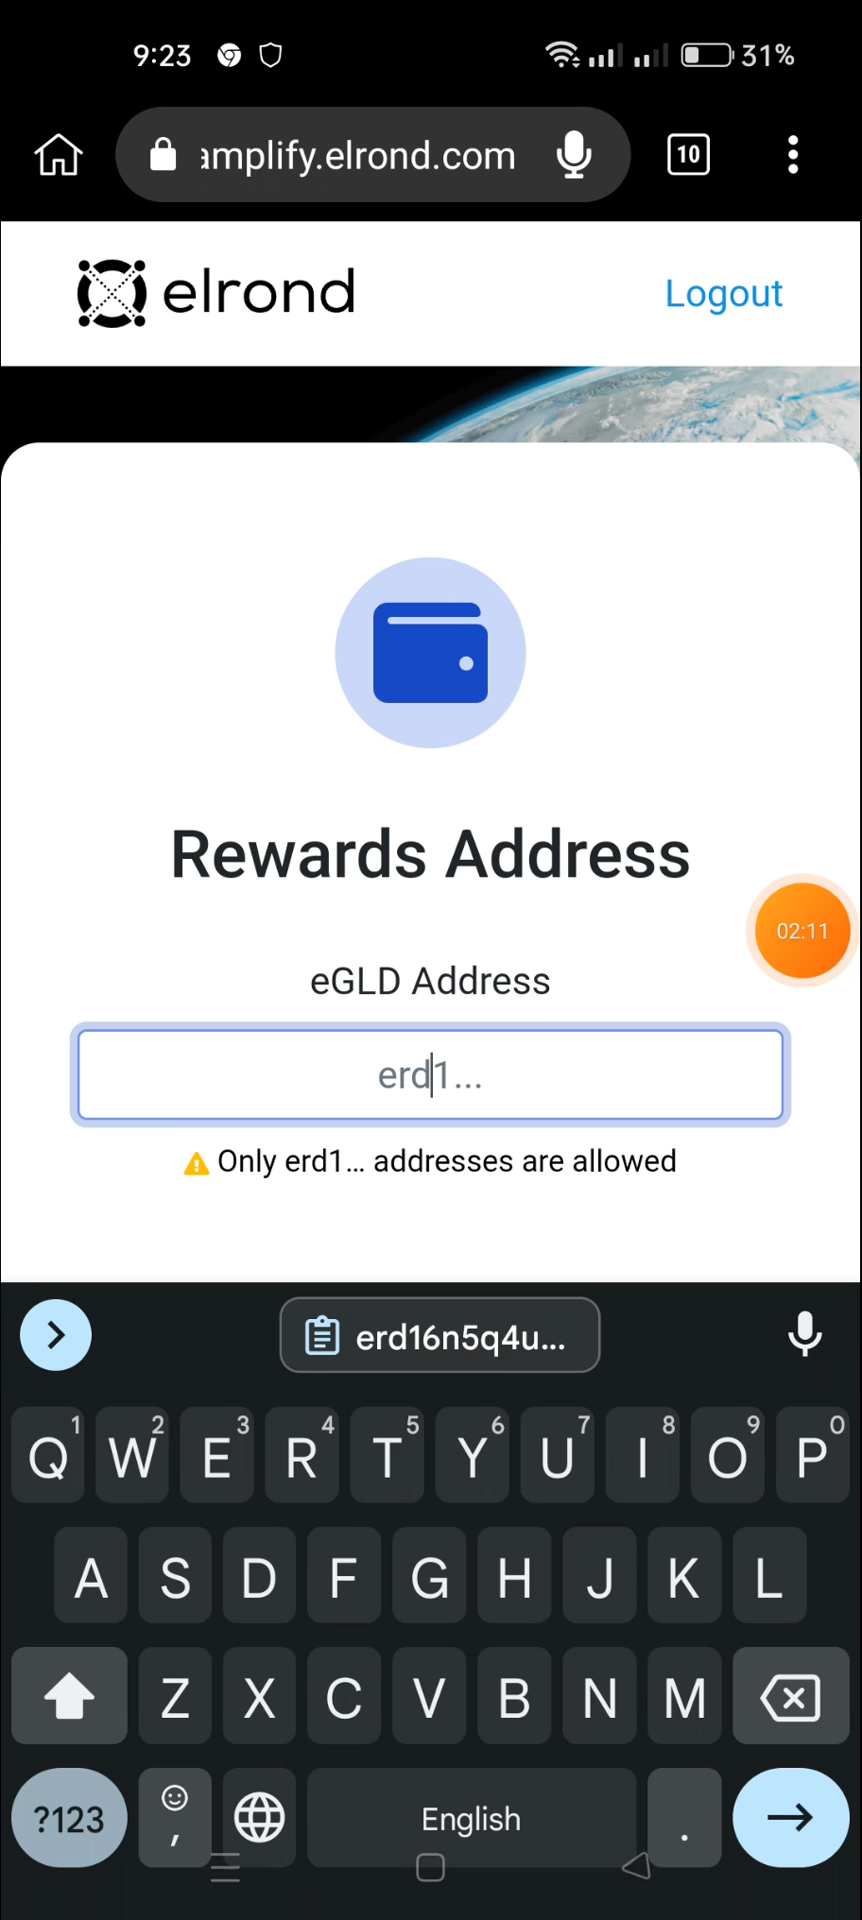 9:23
31%
amplify.elrond.com
10
elrond
Logout
Rewards Address
02:11
eGLD Address
erd1...
Only erd1... addresses are allowed
erd16n5q4u...
Q1 W2 E3 R4 T5 Y6 U7 I8 O9 P0
A S D F G H J K L
Z X C V B N M
?123 , English .